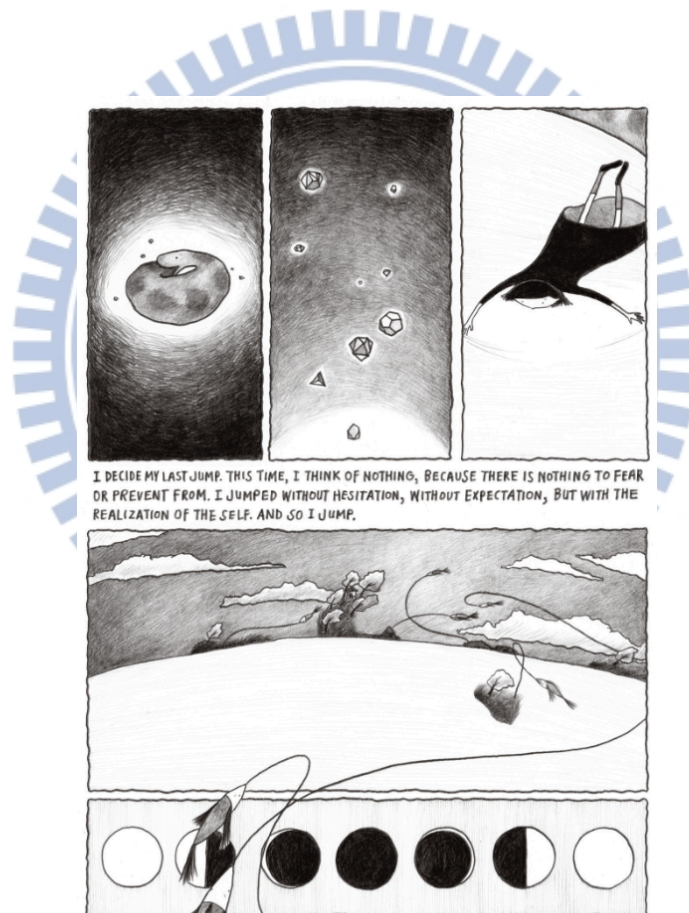 I DECIDE MY LAST JUMP. THIS TIME, I THINK OF NOTHING, BECAUSE THERE IS NOTHING TO FEAR
OR PREVENT FROM. I JUMPED WITHOUT HESITATION, WITHOUT EXPECTATION, BUT WITH THE
REALIZATION OF THE SELF. AND SO I JUMP.